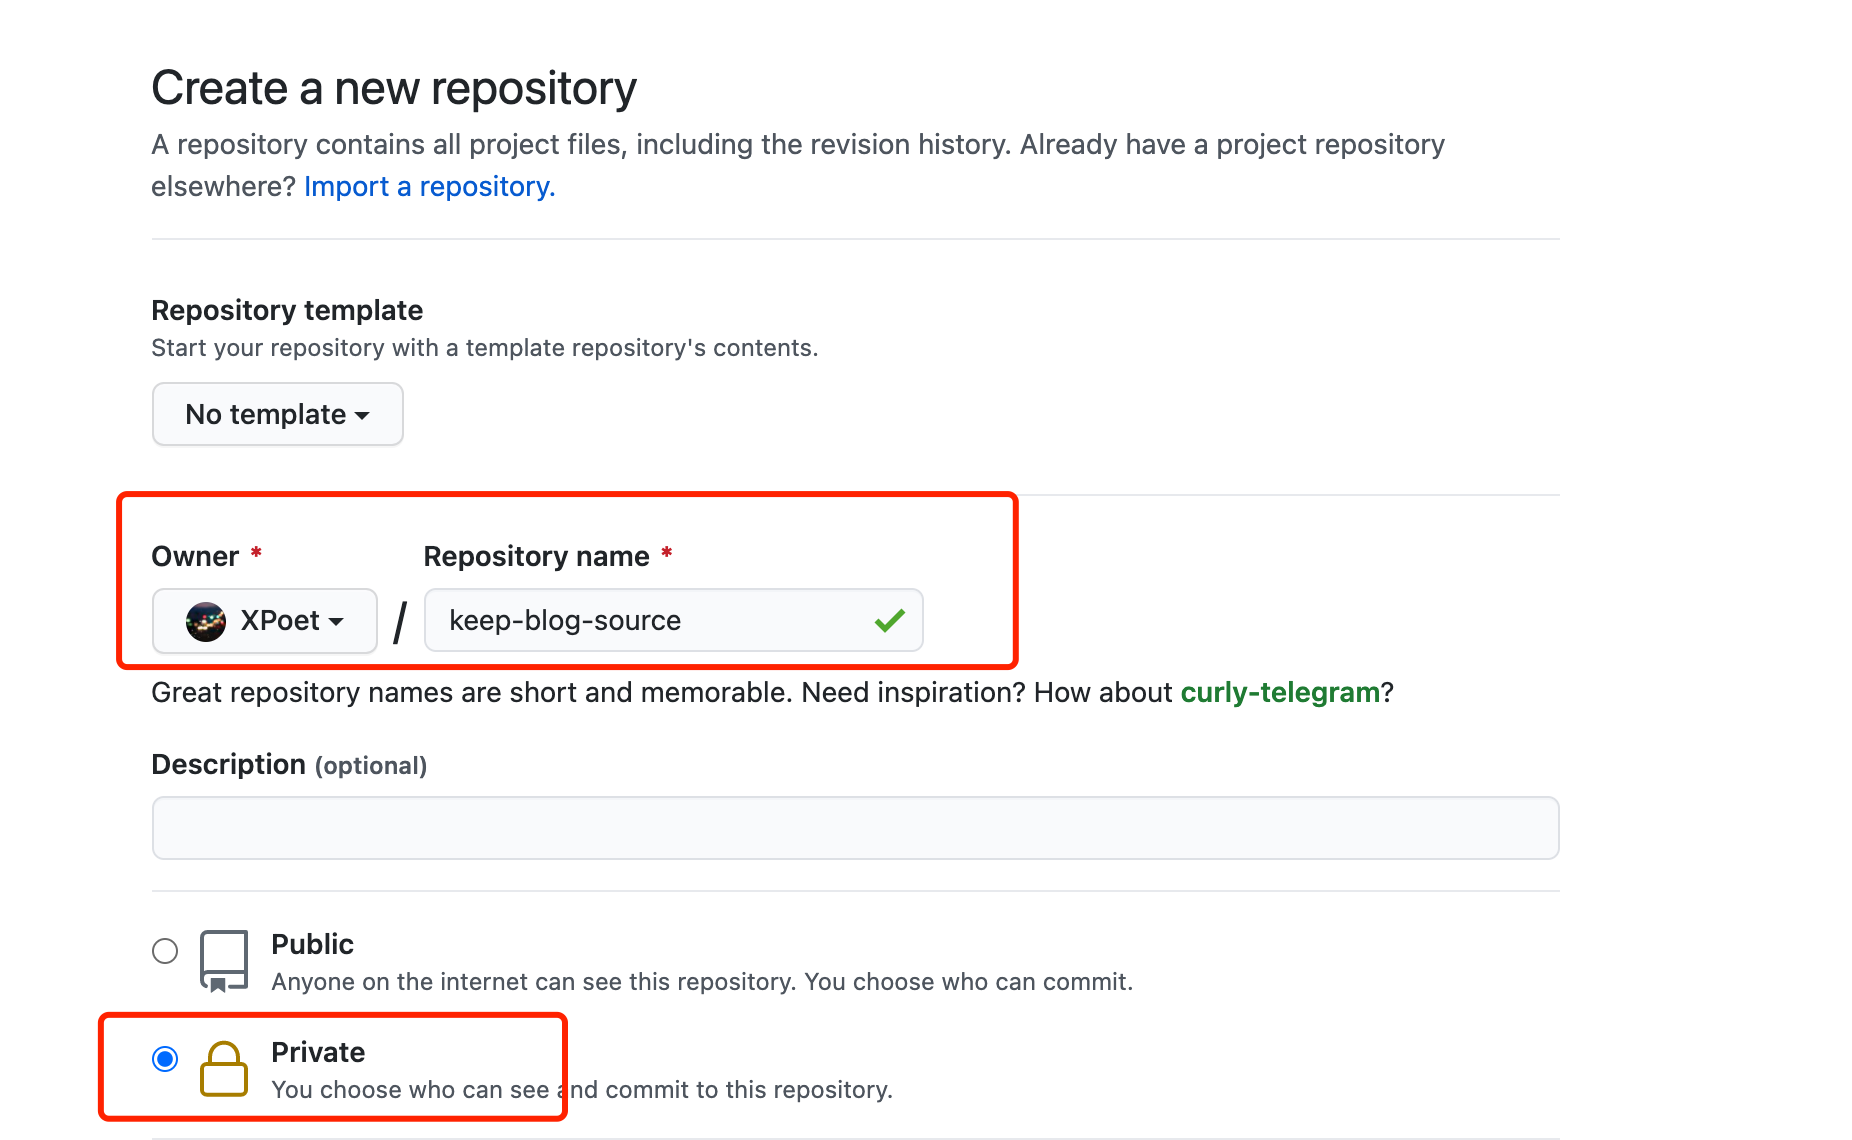 Create a new repository
A repository contains all project files, including the revision history. Already have a project repository
elsewhere? Import a repository.
Repository template
Start your repository with a template repository's contents.
No template
Owner *
Repository name *
XPoet
/
keep-blog-source
Great repository names are short and memorable. Need inspiration? How about curly-telegram?
Description (optional)
Public
Anyone on the internet can see this repository. You choose who can commit.
Private
You choose who can see and commit to this repository.